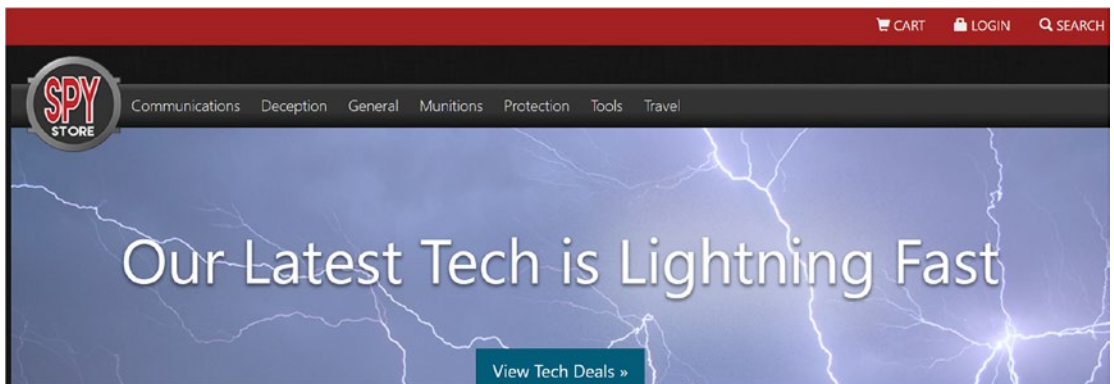 CART LOGIN SEARCH
SPY
STORE
Communications Deception General Munitions Protection Tools Travel
Our Latest Tech is Lightning Fast
View Tech Deals »